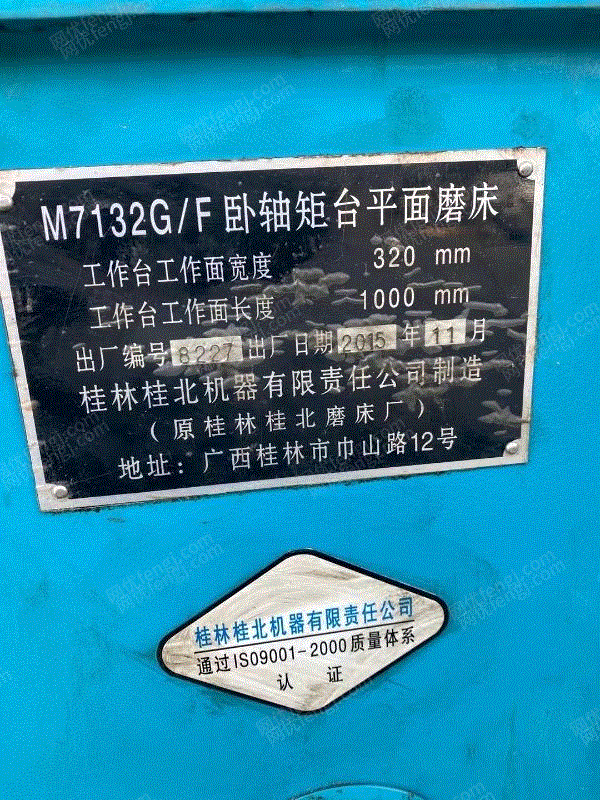 M7132G/F 卧轴矩台平面磨床
工作台工作面宽度 320 mm
工作台工作面长度 1000 mm
出厂编号 8227 出厂日期 2015 年 11 月
桂林桂北机器有限责任公司制造
(原桂林桂北磨床厂)
地址:广西桂林市巾山路12号
桂林桂北机器有限责任公司
通过ISO9001-2000质量体系
认 证